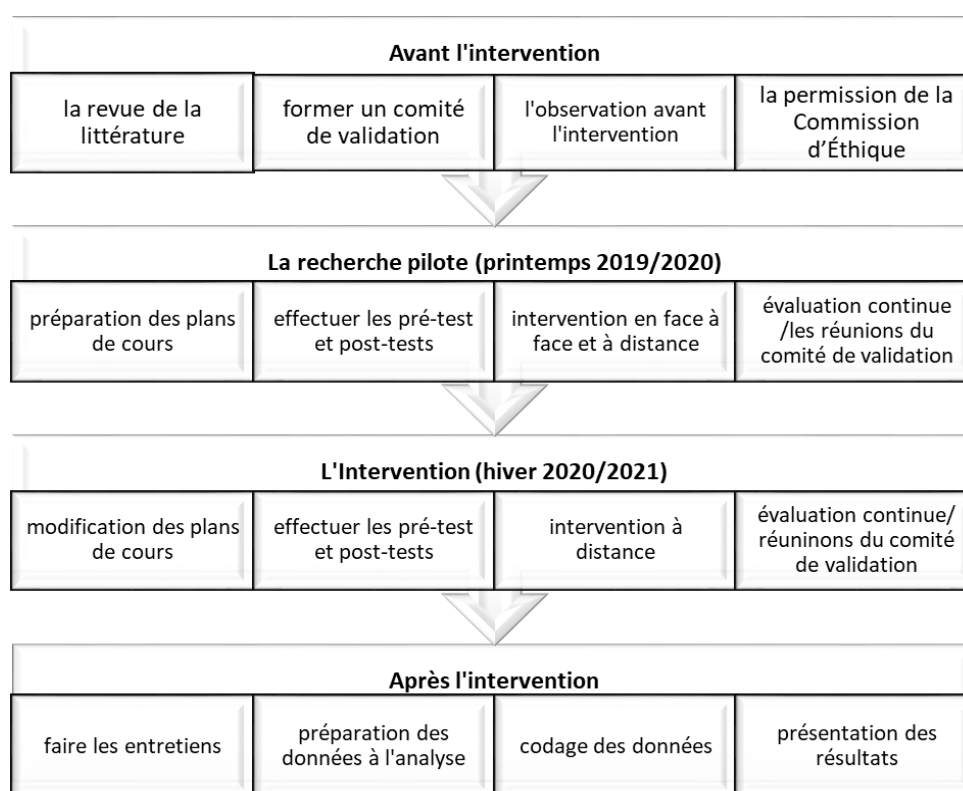 Avant l'intervention
la revue de la
littérature
former un comité
de validation
l'observation avant
l'intervention
la permission de la
Commission
d’Éthique
La recherche pilote (printemps 2019/2020)
préparation des plans
de cours
effectuer les pré-test
et post-tests
intervention en face à
face et à distance
évaluation continue
/les réunions du
comité de validation
L'Intervention (hiver 2020/2021)
modification des plans
de cours
effectuer les pré-test
et post-tests
intervention à
distance
évaluation continue/
réuninons du comité
de validation
Après l'intervention
faire les entretiens
préparation des
données à l'analyse
codage des données
présentation des
résultats